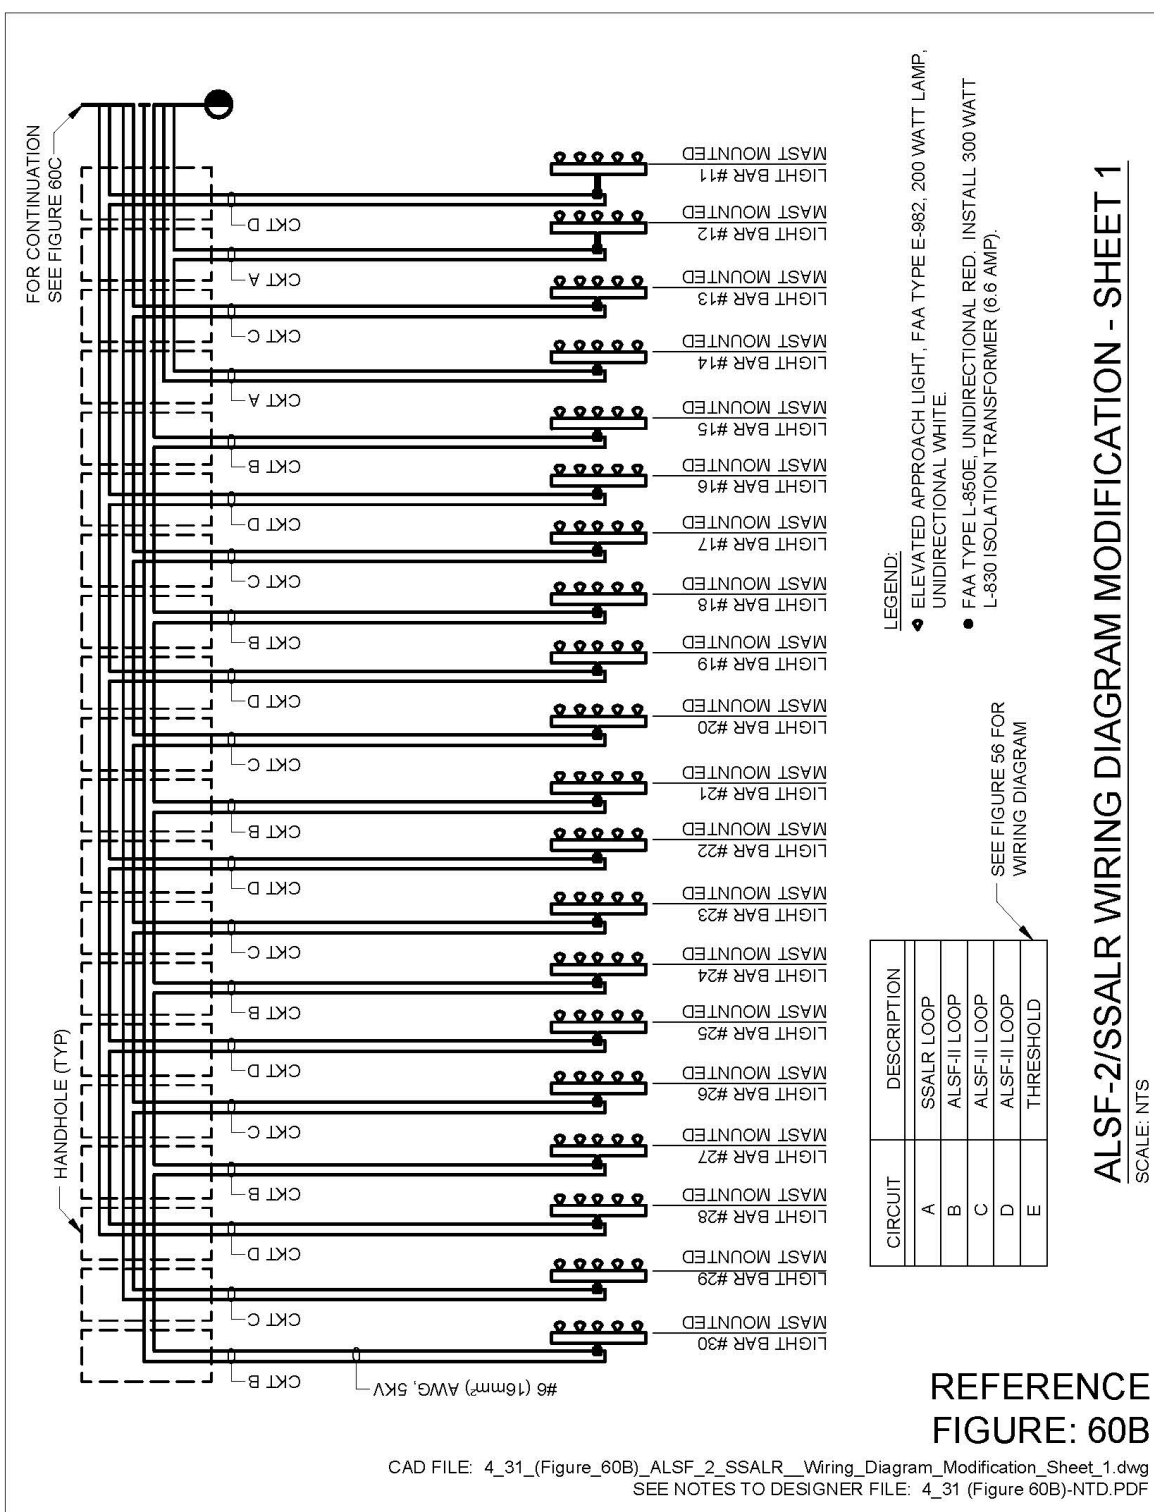 FOR CONTINUATION
SEE FIGURE 60C
HANDHOLE (TYP)
CKT D
CKT A
CKT C
CKT A
CKT B
CKT D
CKT C
CKT B
CKT D
CKT C
CKT B
CKT D
CKT C
CKT B
CKT D
CKT C
CKT B
CKT D
CKT C
CKT B
#6 (16mm²) AWG, 5KV
LIGHT BAR #11
MAST MOUNTED
LIGHT BAR #12
MAST MOUNTED
LIGHT BAR #13
MAST MOUNTED
LIGHT BAR #14
MAST MOUNTED
LIGHT BAR #15
MAST MOUNTED
LIGHT BAR #16
MAST MOUNTED
LIGHT BAR #17
MAST MOUNTED
LIGHT BAR #18
MAST MOUNTED
LIGHT BAR #19
MAST MOUNTED
LIGHT BAR #20
MAST MOUNTED
LIGHT BAR #21
MAST MOUNTED
LIGHT BAR #22
MAST MOUNTED
LIGHT BAR #23
MAST MOUNTED
LIGHT BAR #24
MAST MOUNTED
LIGHT BAR #25
MAST MOUNTED
LIGHT BAR #26
MAST MOUNTED
LIGHT BAR #27
MAST MOUNTED
LIGHT BAR #28
MAST MOUNTED
LIGHT BAR #29
MAST MOUNTED
LIGHT BAR #30
MAST MOUNTED
LEGEND:
ELEVATED APPROACH LIGHT, FAA TYPE E-982, 200 WATT LAMP,
UNIDIRECTIONAL WHITE.
FAA TYPE L-850E, UNIDIRECTIONAL RED. INSTALL 300 WATT
L-830 ISOLATION TRANSFORMER (6.6 AMP).
CIRCUIT DESCRIPTION
A SSALR LOOP
B ALSF-II LOOP
C ALSF-II LOOP
D ALSF-II LOOP
E THRESHOLD
SEE FIGURE 56 FOR
WIRING DIAGRAM
ALSF-2/SSALR WIRING DIAGRAM MODIFICATION - SHEET 1
SCALE: NTS
REFERENCE
FIGURE: 60B
CAD FILE: 4_31_(Figure_60B)_ALSF_2_SSALR__Wiring_Diagram_Modification_Sheet_1.dwg
SEE NOTES TO DESIGNER FILE: 4_31 (Figure 60B)-NTD.PDF